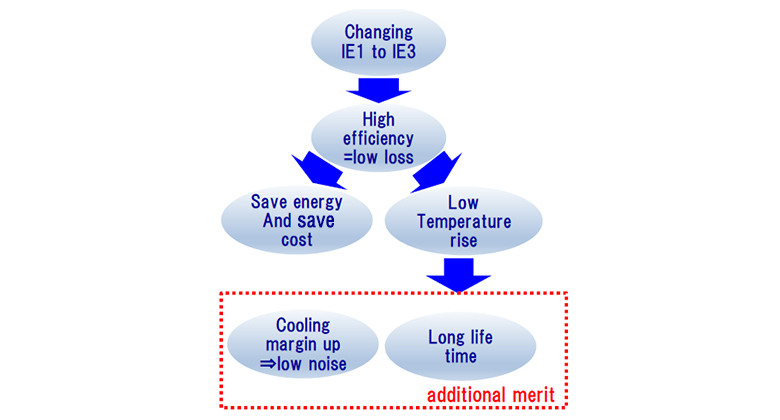 Changing
IE1 to IE3
High
efficiency
=low loss
Save energy
And save
cost
Low
Temperature
rise
Cooling
margin up
⇒low noise
Long life
time
additional merit